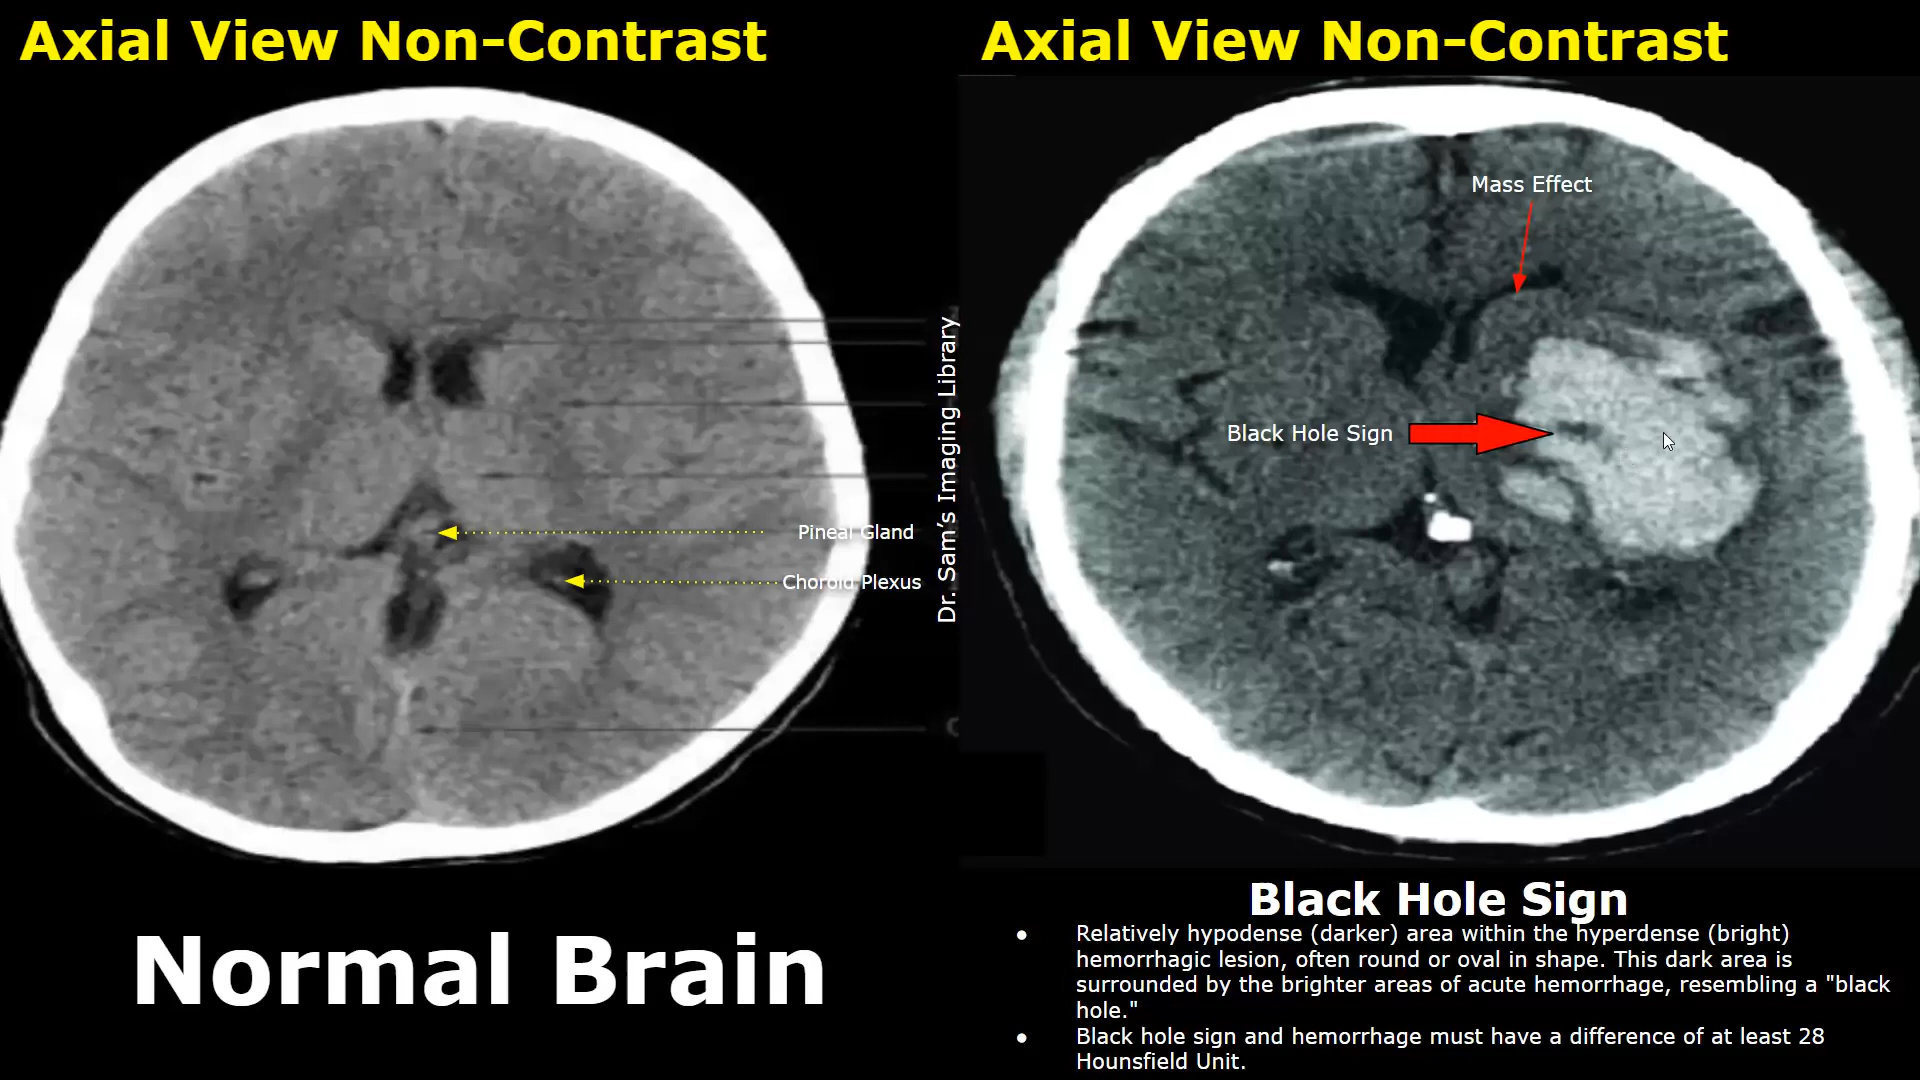 Axial View Non-Contrast
Pineal Gland
Choroid Plexus
Normal Brain
Dr. Sam's Imaging Library
Axial View Non-Contrast
Mass Effect
Black Hole Sign
Black Hole Sign
• Relatively hypodense (darker) area within the hyperdense (bright)
hemorrhagic lesion, often round or oval in shape. This dark area is
surrounded by the brighter areas of acute hemorrhage, resembling a "black
hole."
• Black hole sign and hemorrhage must have a difference of at least 28
Hounsfield Unit.